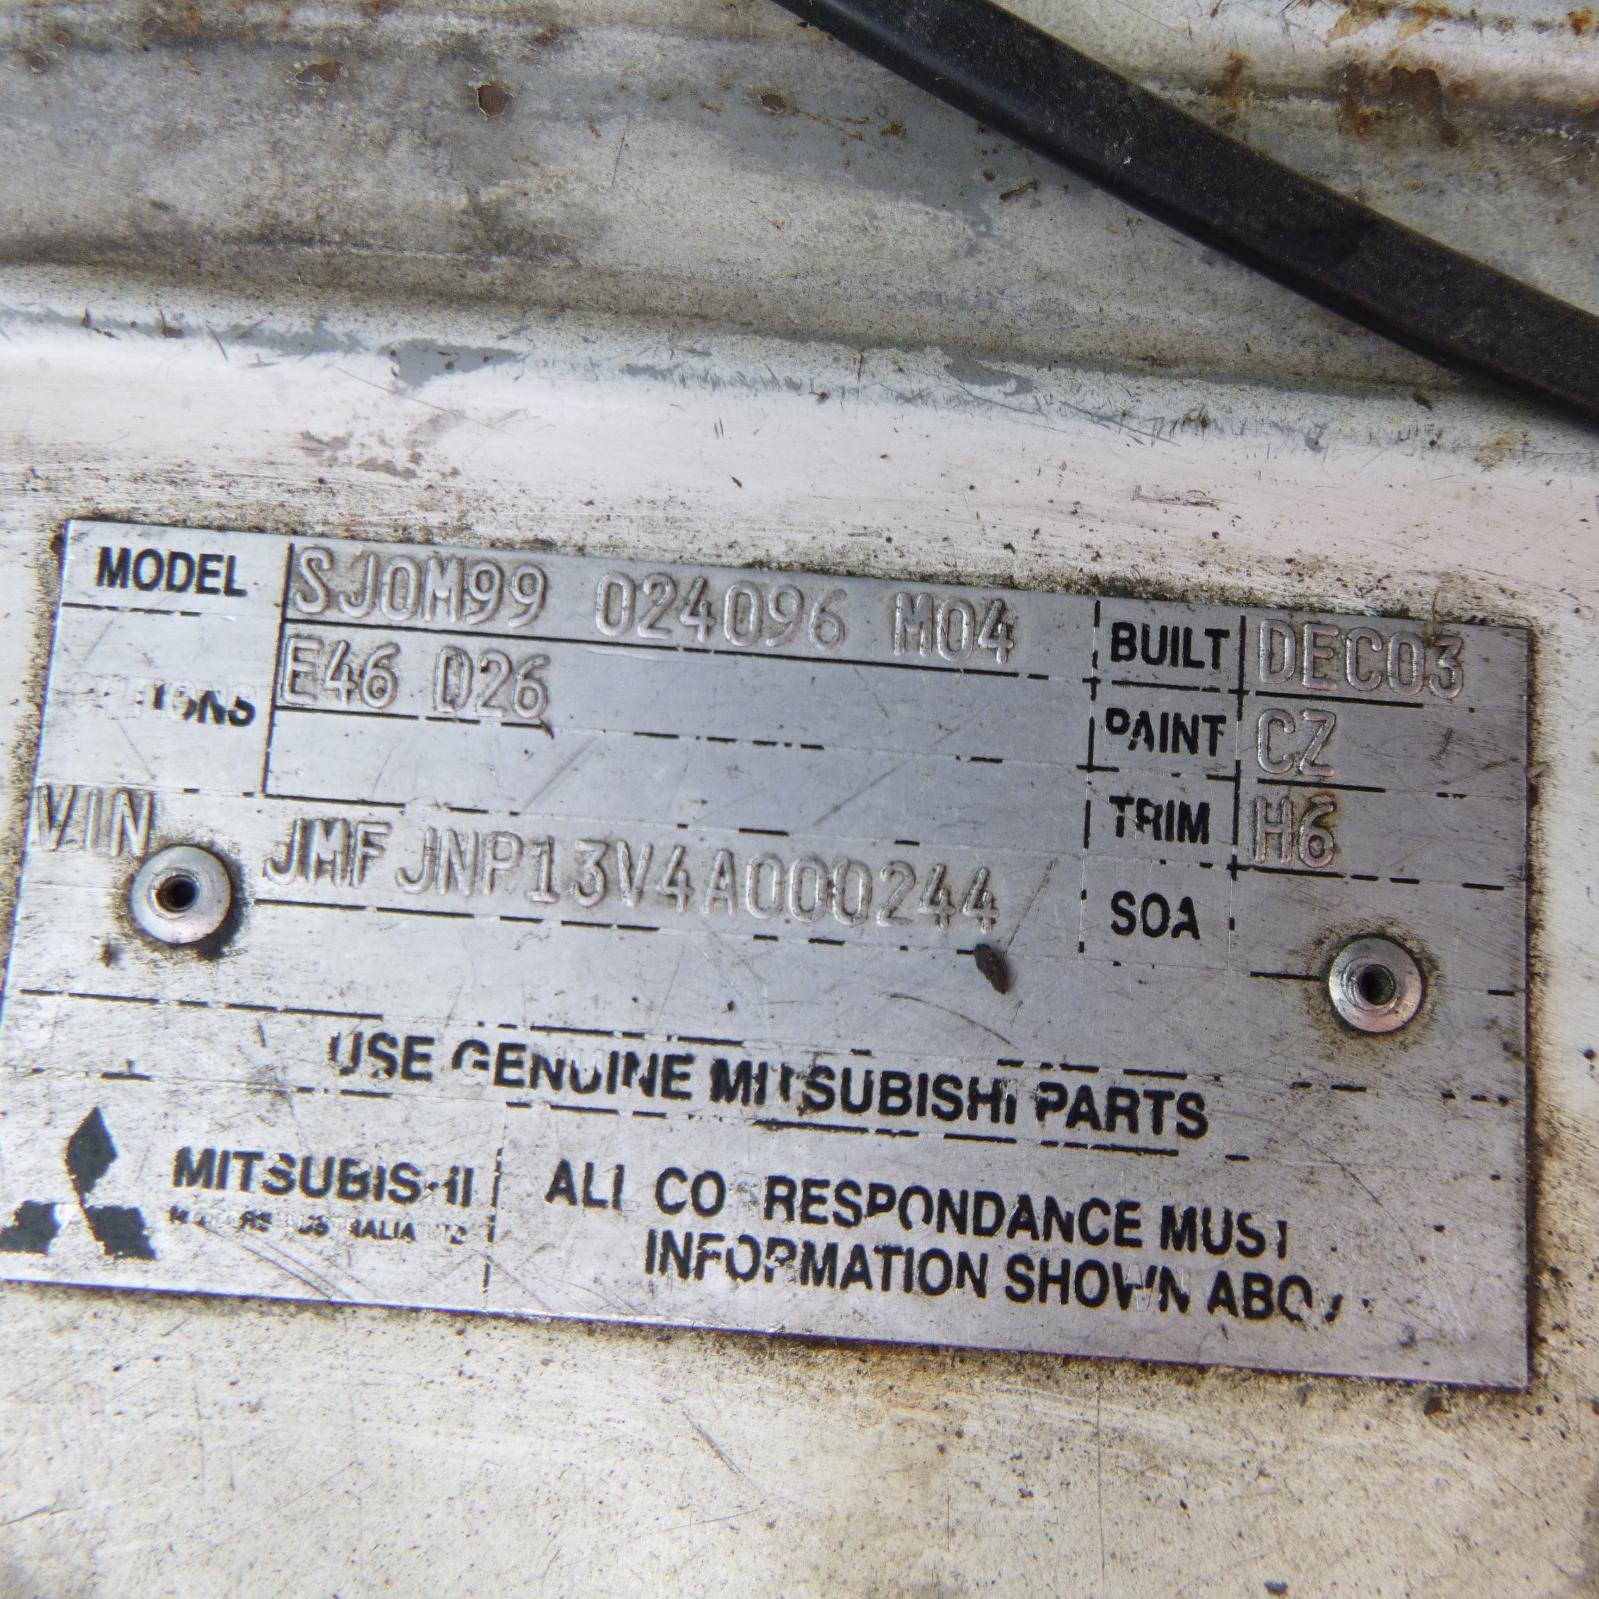 MODEL SJ0M99 024096 M04 BUILT DEC03
E46 D26 PAINT CZ
TRIM H6
VIN JMFJNP13V4A000244 SOA
USE GENUINE MITSUBISHI PARTS
MITSUBISHI ALL CORRESPONDANCE MUST
INFORMATION SHOWN